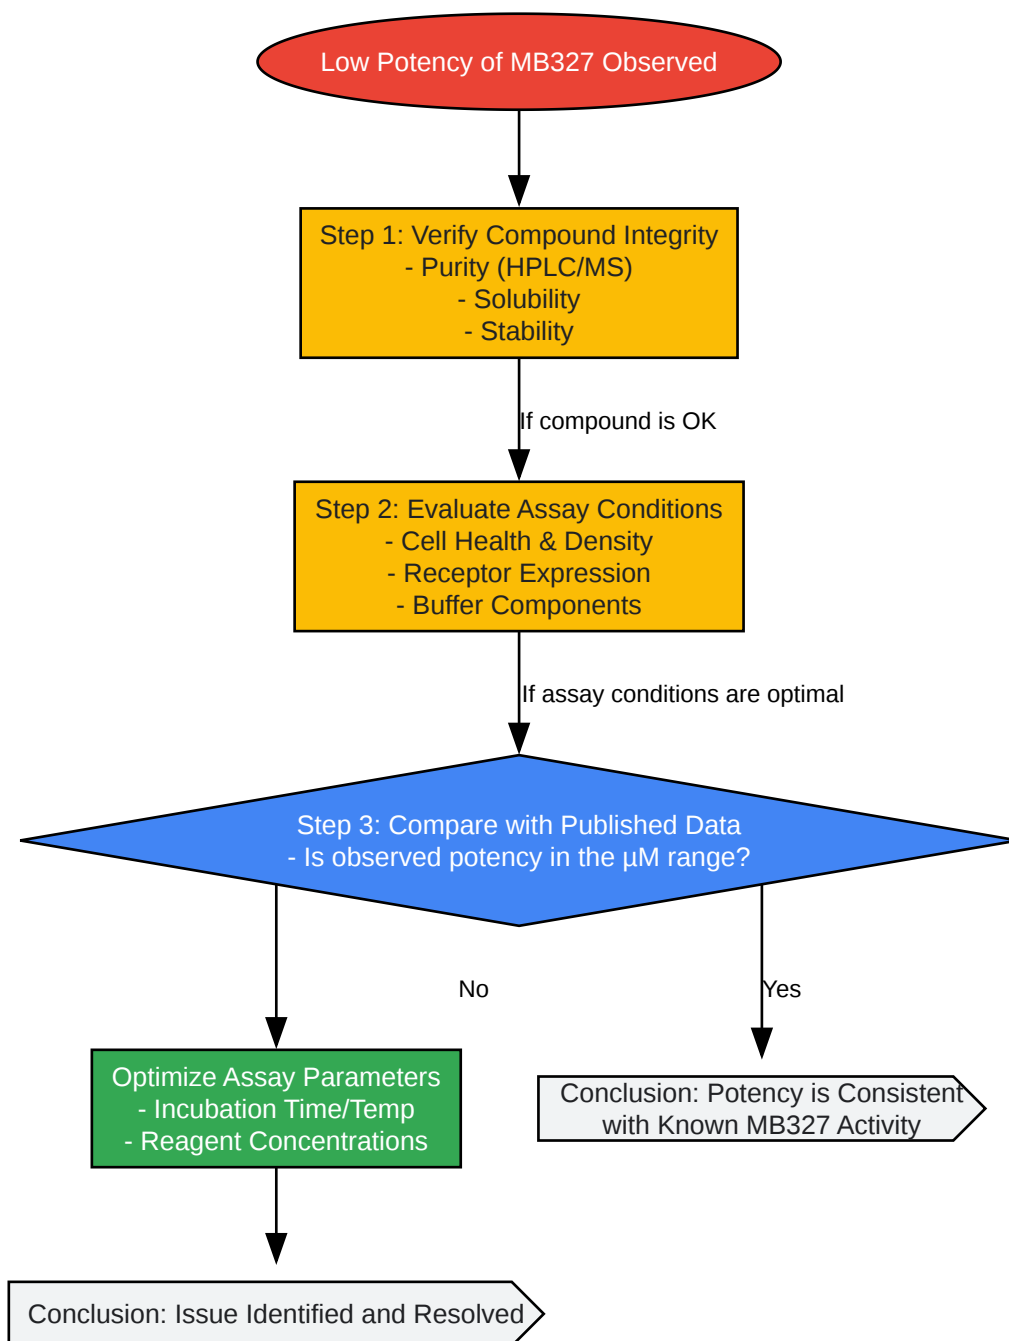 Low Potency of MB327 Observed
Step 1: Verify Compound Integrity
- Purity (HPLC/MS)
- Solubility
- Stability
If compound is OK
Step 2: Evaluate Assay Conditions
- Cell Health & Density
- Receptor Expression
- Buffer Components
If assay conditions are optimal
Step 3: Compare with Published Data
- Is observed potency in the µM range?
No
Yes
Optimize Assay Parameters
- Incubation Time/Temp
- Reagent Concentrations
Conclusion: Potency is Consistent
with Known MB327 Activity
Conclusion: Issue Identified and Resolved